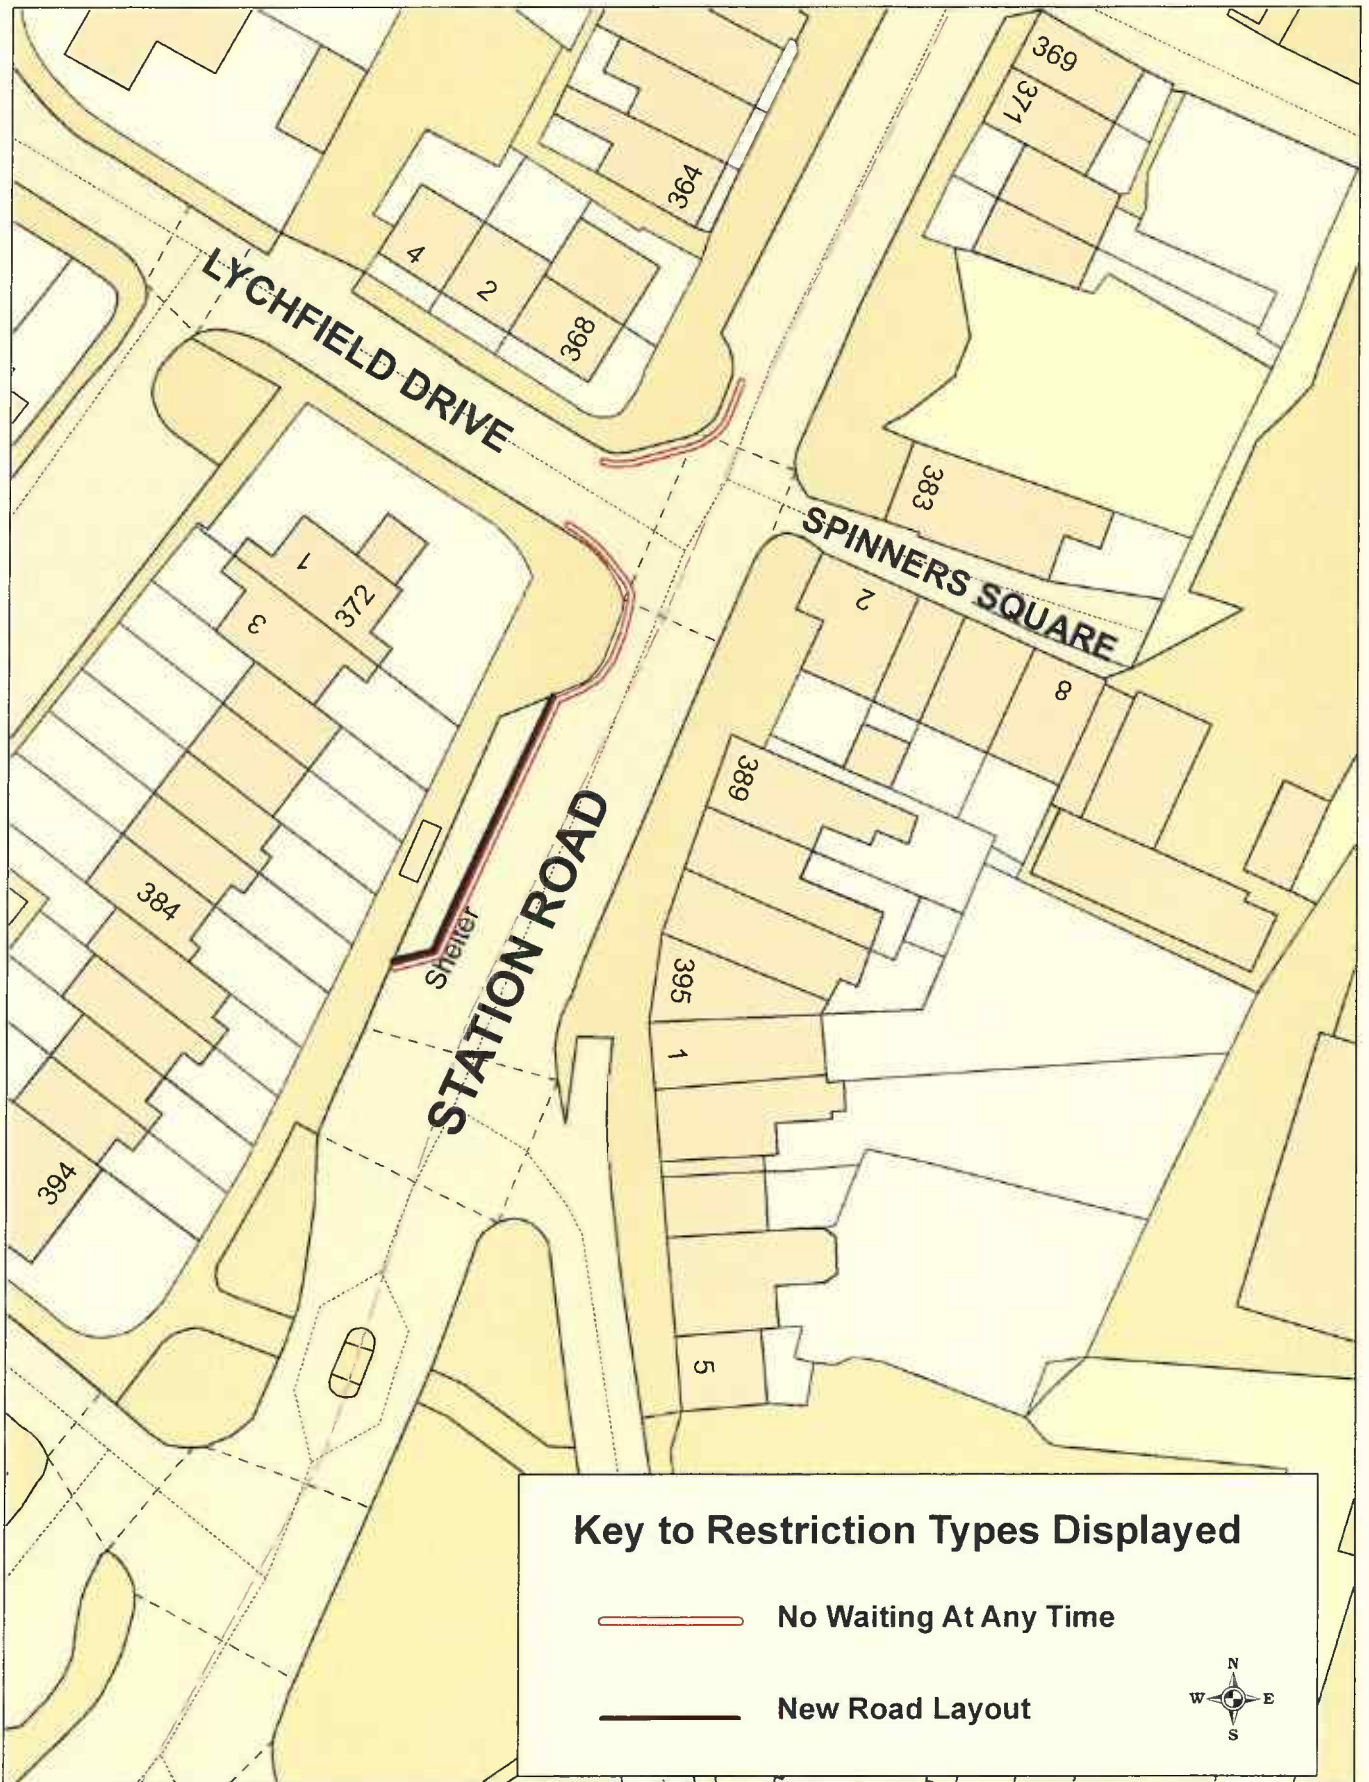 369
371
364
4
2
368
LYCHFIELD DRIVE
383
SPINNERS SQUARE
1
3
372
2
8
389
384
Shelter
STATION ROAD
395
1
394
5
Key to Restriction Types Displayed
No Waiting At Any Time
New Road Layout
N
W E
S